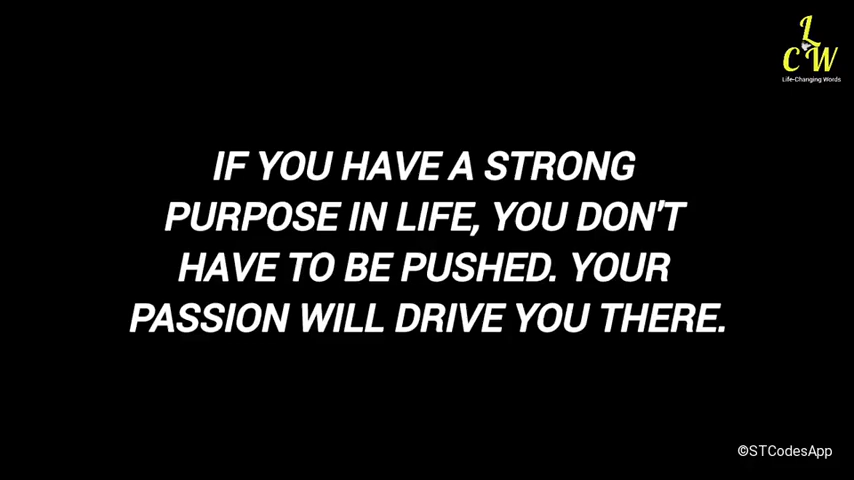 L
CW
Life-Changing Words
IF YOU HAVE A STRONG
PURPOSE IN LIFE, YOU DON'T
HAVE TO BE PUSHED. YOUR
PASSION WILL DRIVE YOU THERE.
©STCodesApp